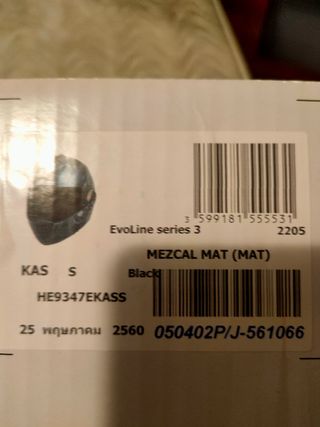 3 599181 555531
EvoLine series 3 2205
MEZCAL MAT (MAT)
KAS S Black
HE9347EKASS
25 พฤษภาคม 2560 050402P/J-561066